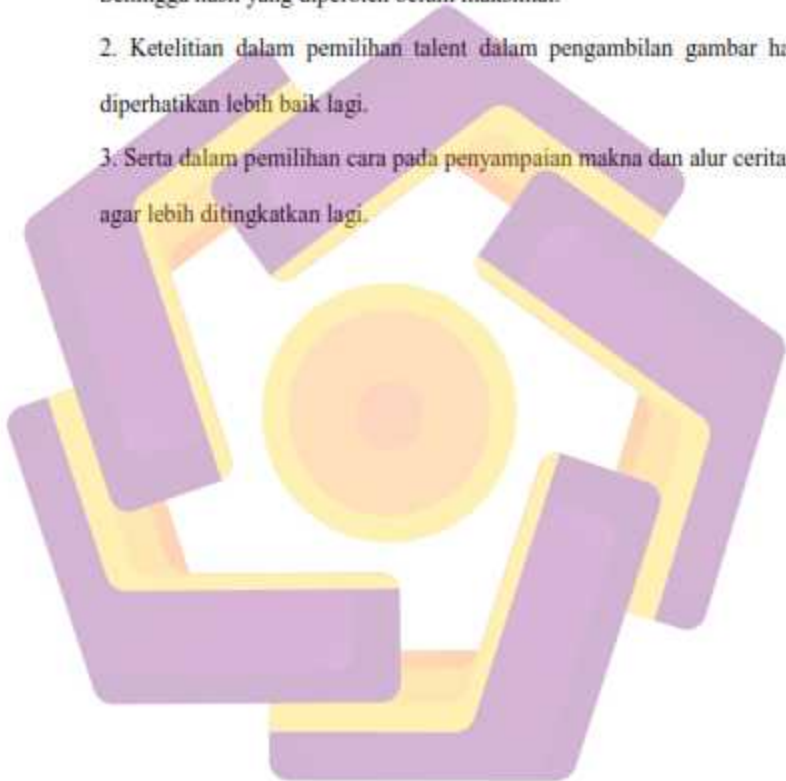 2. Ketelitian dalam pemilihan talent dalam pengambilan gambar
diperhatikan lebih baik lagi.
3. Serta dalam pemilihan cara pada penyampaian makna dan alur cerita
agar lebih ditingkatkan lagi.